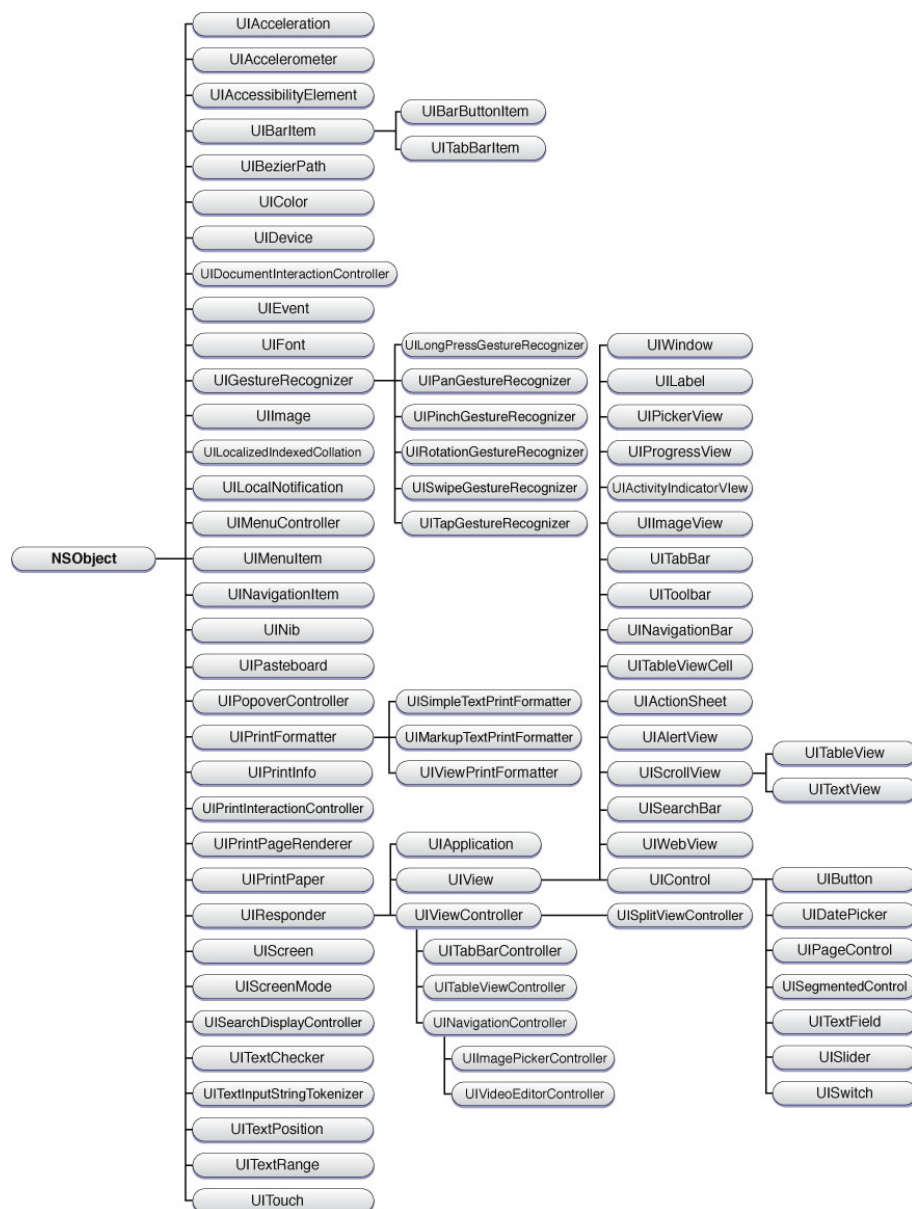 UIAcceleration
UIAccelerometer
UIAccessibilityElement
UIBarItem
UIBarButtonItem
UITabBarItem
UIBezierPath
UIColor
UIDevice
UIDocumentInteractionController
UIEvent
UIFont
UIGestureRecognizer
UILongPressGestureRecognizer
UIPanGestureRecognizer
UIPinchGestureRecognizer
UIRotationGestureRecognizer
UISwipeGestureRecognizer
UITapGestureRecognizer
UIImage
UILocalizedIndexedCollation
UILocalNotification
UIMenuController
NSObject
UIMenuItem
UINavigationItem
UINib
UIPasteboard
UIPopoverController
UIPrintFormatter
UISimpleTextPrintFormatter
UIMarkupTextPrintFormatter
UIViewPrintFormatter
UIPrintInfo
UIPrintInteractionController
UIPrintPageRenderer
UIPrintPaper
UIResponder
UIApplication
UIView
UIWindow
UILabel
UIPickerView
UIProgressView
UIActivityIndicatorVIew
UIImageView
UITabBar
UIToolbar
UINavigationBar
UITableViewCell
UIActionSheet
UIAlertView
UIScrollView
UITableView
UITextView
UISearchBar
UIWebView
UIControl
UIButton
UIDatePicker
UIPageControl
UISegmentedControl
UITextField
UISlider
UISwitch
UIViewController
UISplitViewController
UITabBarController
UITableViewController
UINavigationController
UIImagePickerController
UIVideoEditorController
UIScreen
UIScreenMode
UISearchDisplayController
UITextChecker
UITextInputStringTokenizer
UITextPosition
UITextRange
UITouch